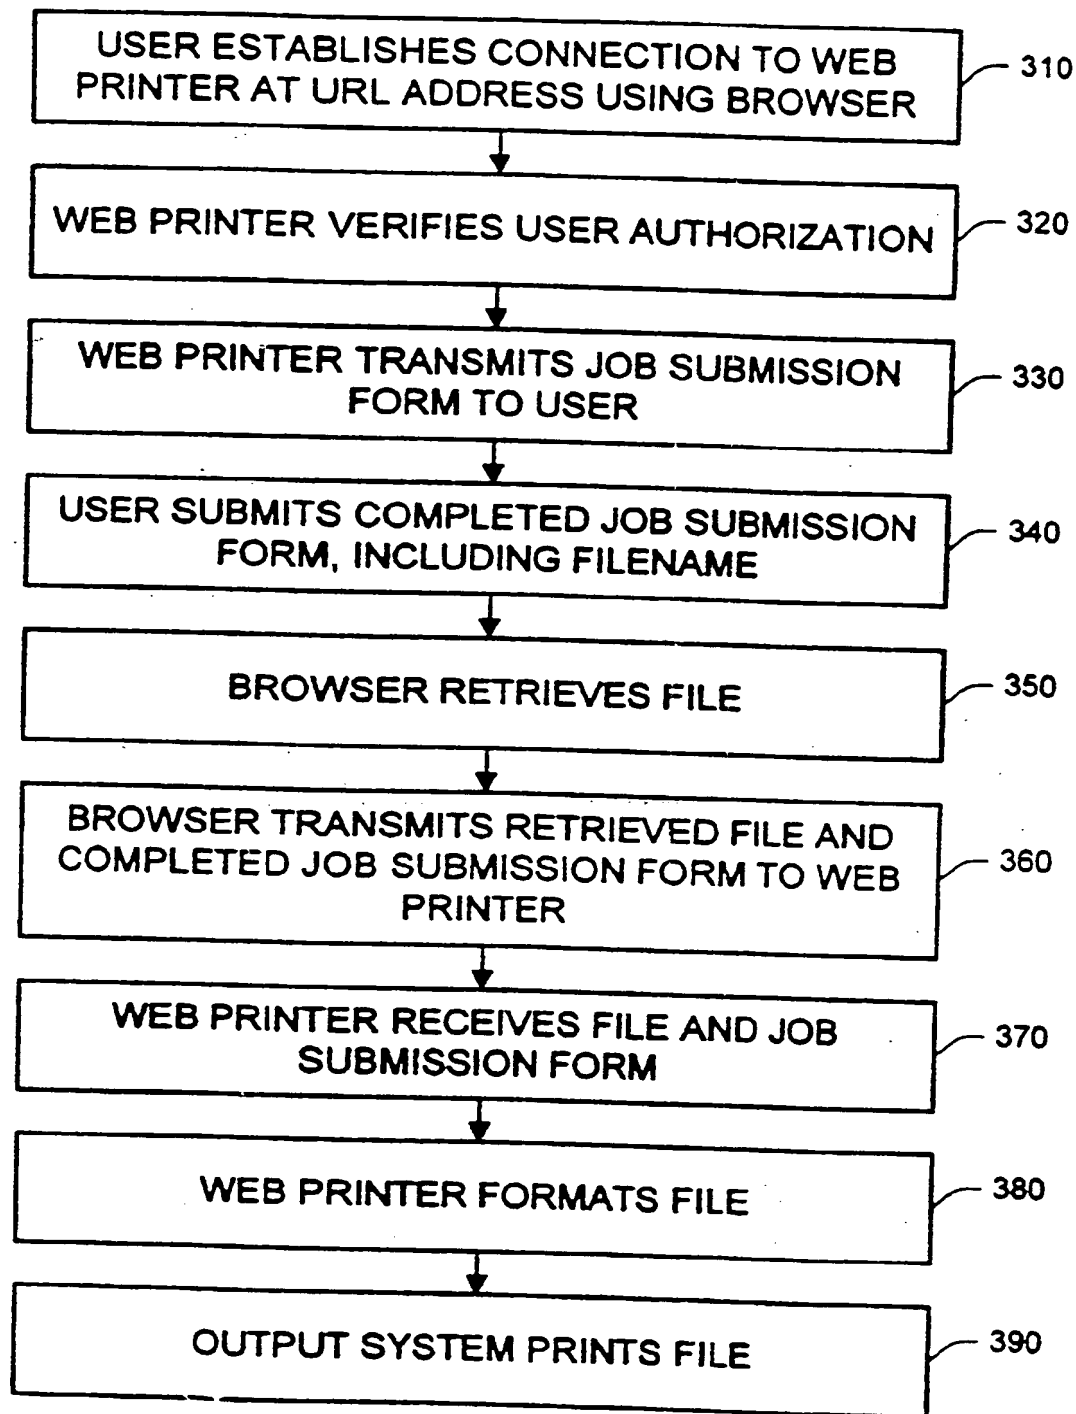 USER ESTABLISHES CONNECTION TO WEB
PRINTER AT URL ADDRESS USING BROWSER
310
WEB PRINTER VERIFIES USER AUTHORIZATION
320
WEB PRINTER TRANSMITS JOB SUBMISSION
FORM TO USER
330
USER SUBMITS COMPLETED JOB SUBMISSION
FORM, INCLUDING FILENAME
340
BROWSER RETRIEVES FILE
350
BROWSER TRANSMITS RETRIEVED FILE AND
COMPLETED JOB SUBMISSION FORM TO WEB
PRINTER
360
WEB PRINTER RECEIVES FILE AND JOB
SUBMISSION FORM
370
WEB PRINTER FORMATS FILE
380
OUTPUT SYSTEM PRINTS FILE
390